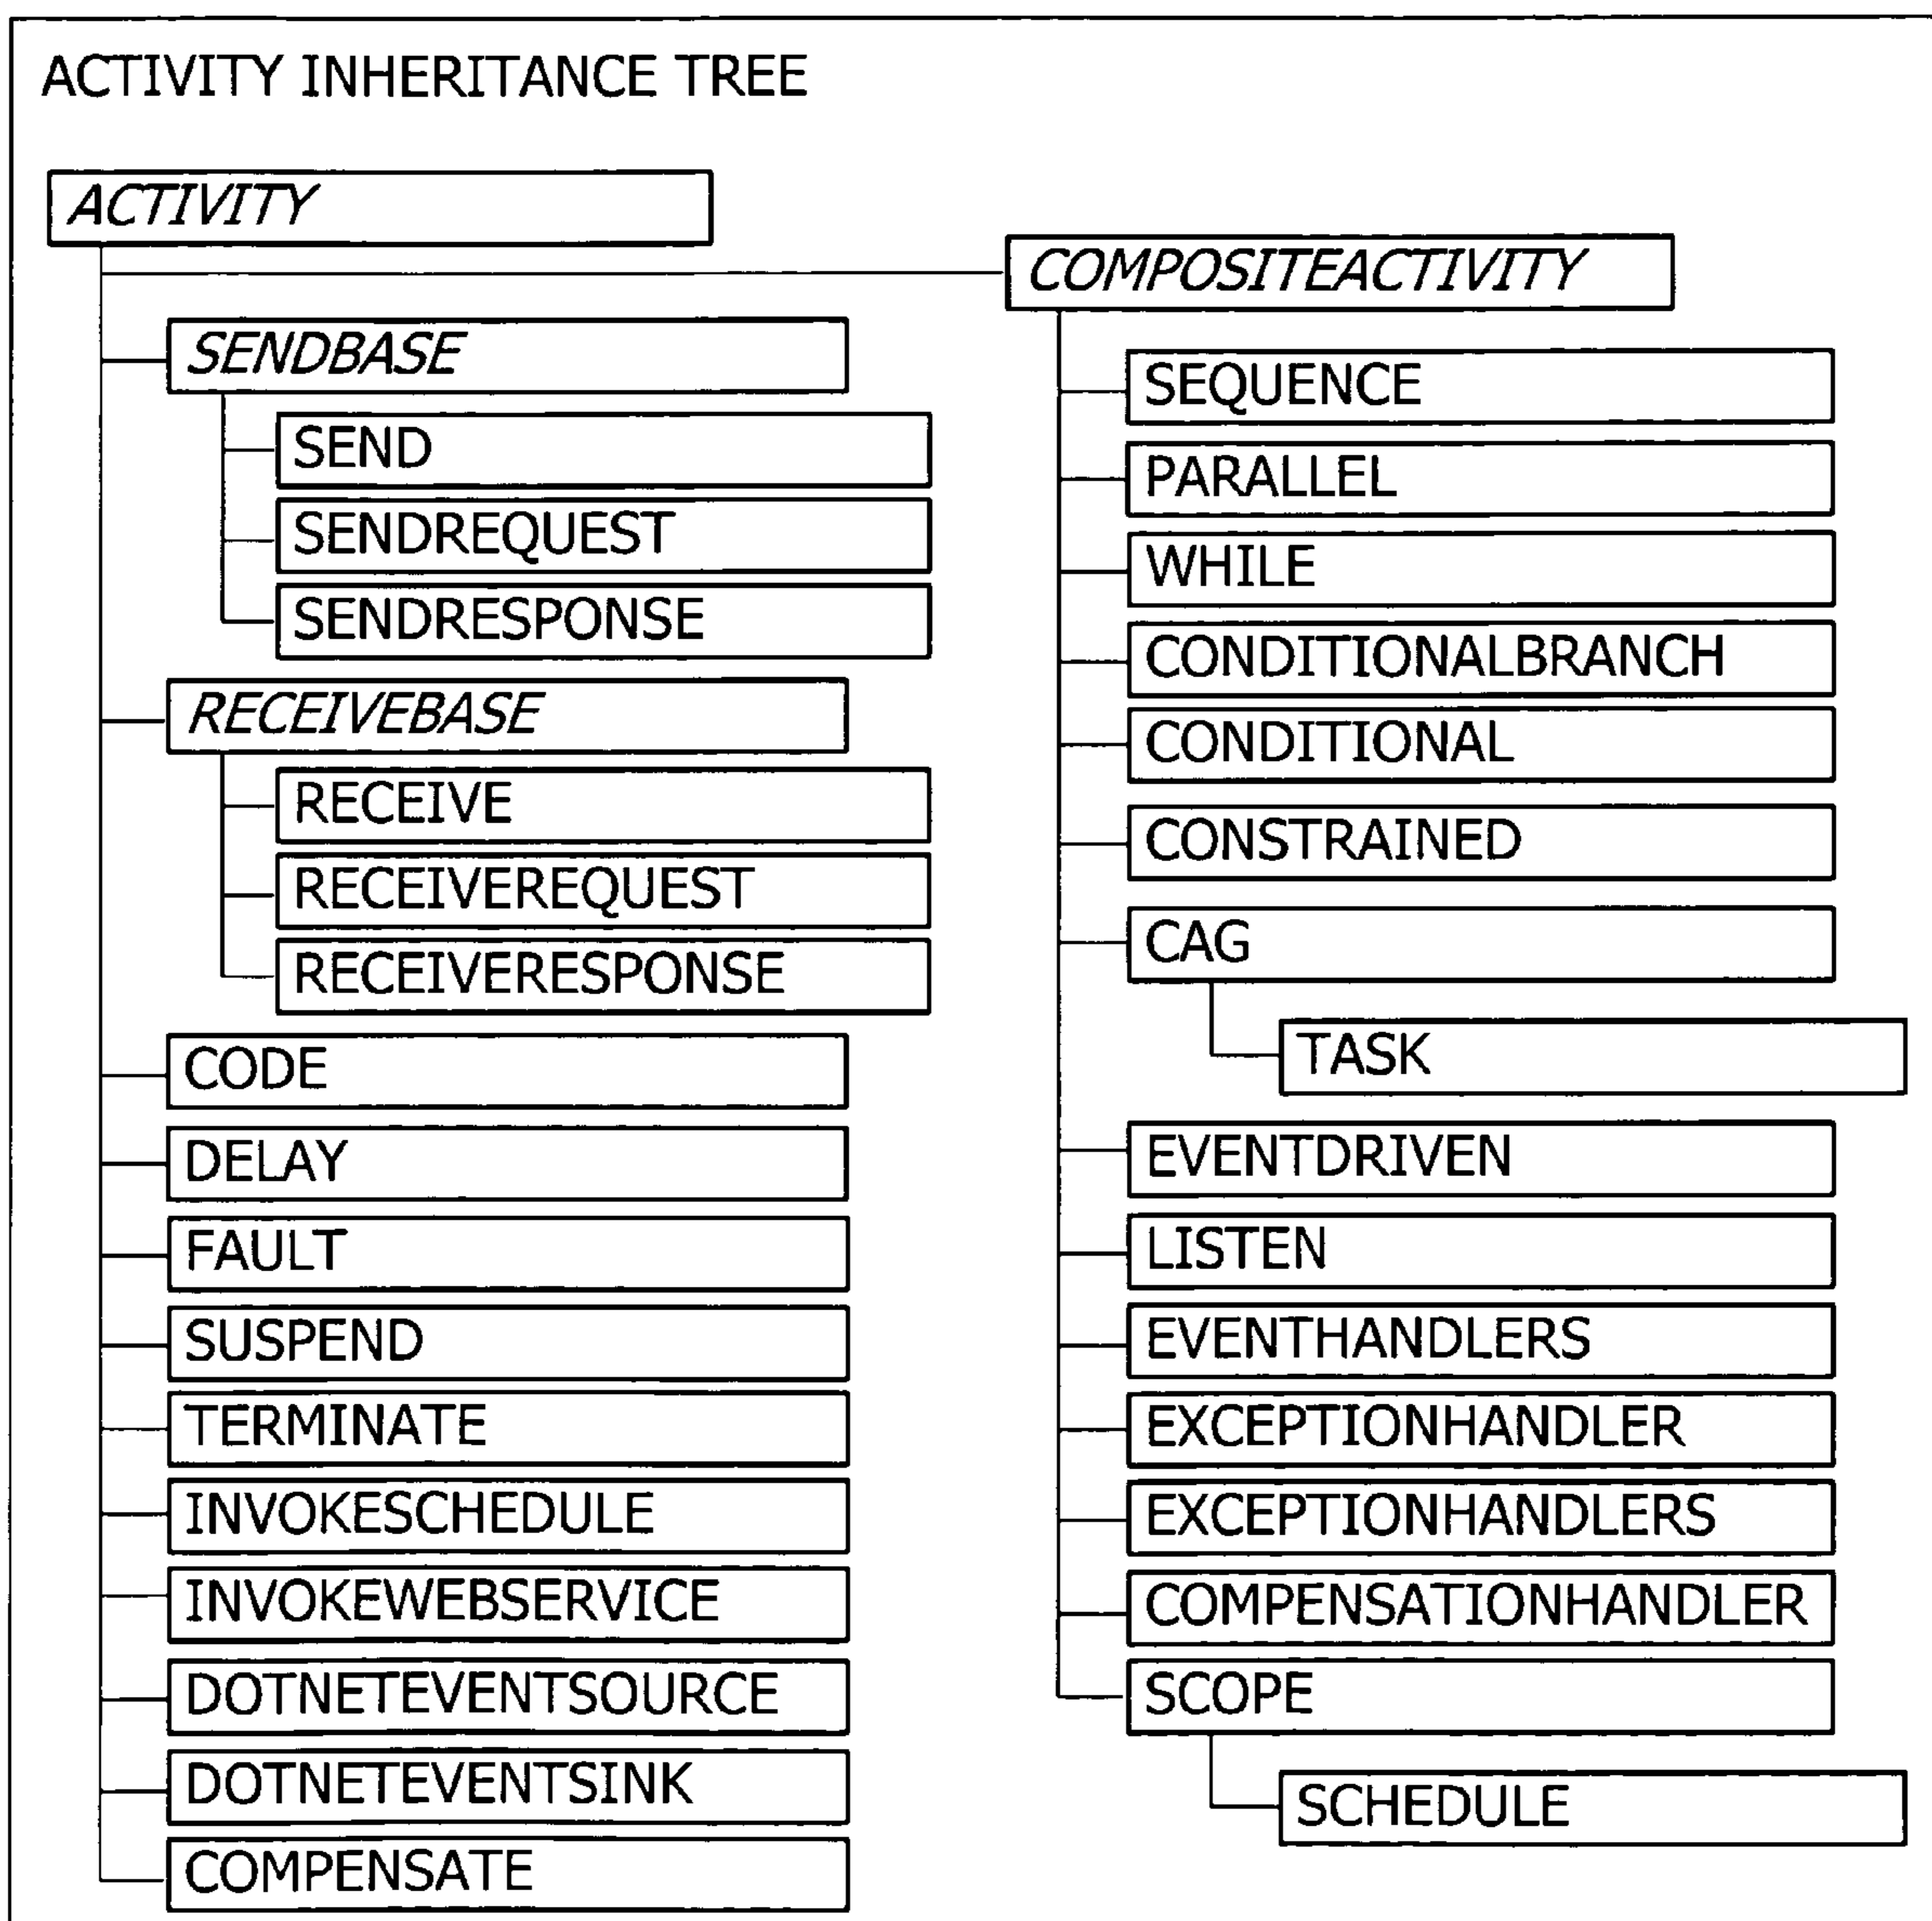 ACTIVITY INHERITANCE TREE
ACTIVITY
SENDBASE
SEND
SENDREQUEST
SENDRESPONSE
RECEIVEBASE
RECEIVE
RECEIVEREQUEST
RECEIVERESPONSE
CODE
DELAY
FAULT
SUSPEND
TERMINATE
INVOKESCHEDULE
INVOKEWEBSERVICE
DOTNETEVENTSOURCE
DOTNETEVENTSINK
COMPENSATE
COMPOSITEACTIVITY
SEQUENCE
PARALLEL
WHILE
CONDITIONALBRANCH
CONDITIONAL
CONSTRAINED
CAG
TASK
EVENTDRIVEN
LISTEN
EVENTHANDLERS
EXCEPTIONHANDLER
EXCEPTIONHANDLERS
COMPENSATIONHANDLER
SCOPE
SCHEDULE